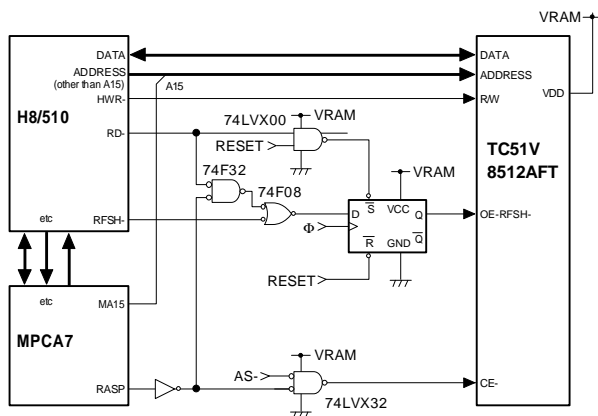 VRAM
DATA
ADDRESS
(other than A15)
A15
HWR-
H8/510
RD-
74LVX00
VRAM
RESET
74F32
74F08
RFSH-
etc
DATA
ADDRESS
R/W
VDD
TC51V
8512AFT
VRAM
D
S
VCC
Q
Φ
R
GND
Q
OE-RFSH-
RESET
etc
MA15
MPCA7
RASP
VRAM
AS-
74LVX32
CE-